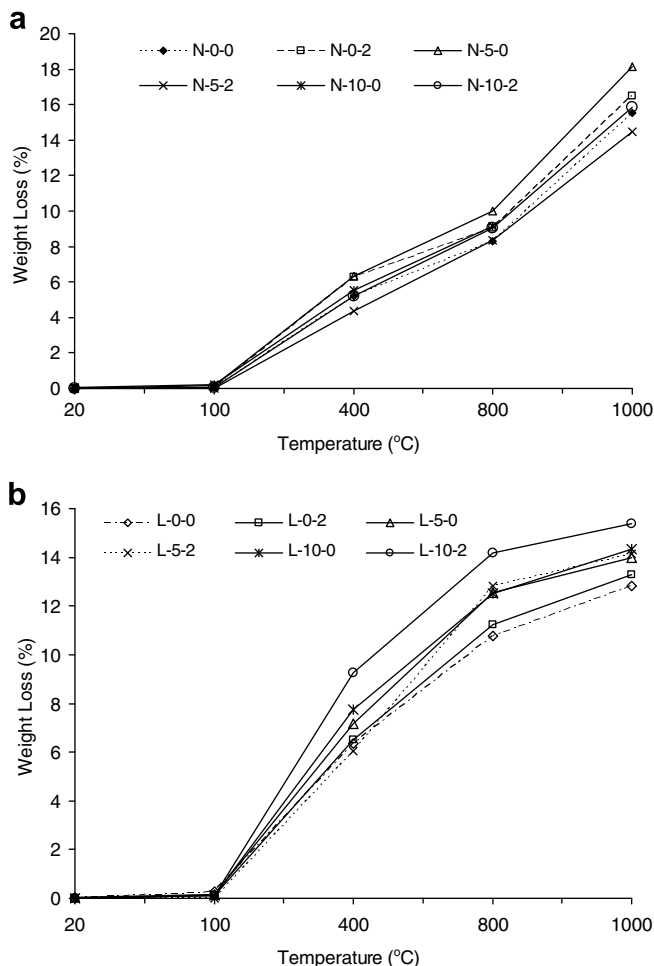 a
N-0-0 N-0-2 N-5-0
N-5-2 N-10-0 N-10-2
20
18
16
14
12
10
8
6
4
2
0
Weight Loss (%)
20 100 400 800 1000
Temperature (°C)
b
L-0-0 L-0-2 L-5-0
L-5-2 L-10-0 L-10-2
16
14
12
10
8
6
4
2
0
Weight Loss (%)
20 100 400 800 1000
Temperature (°C)